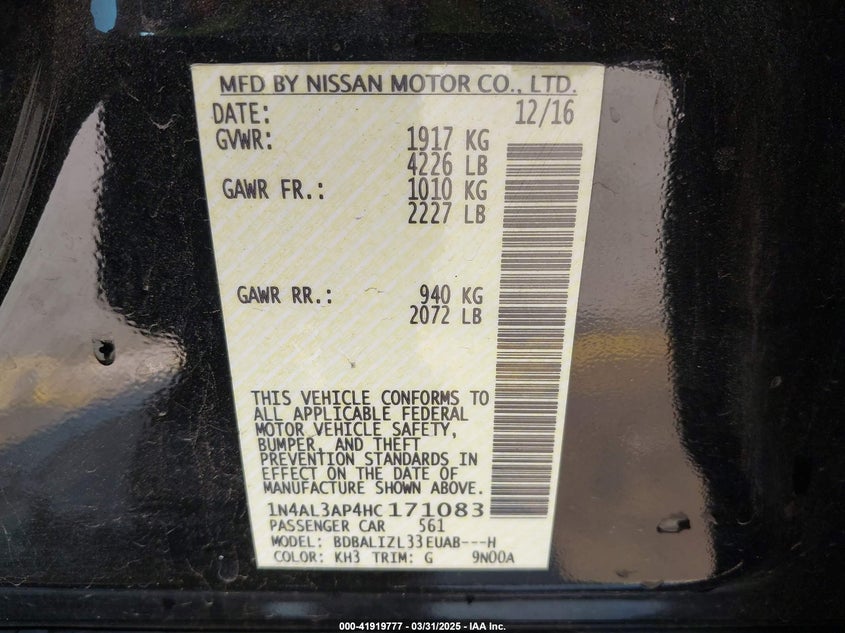 MFD BY NISSAN MOTOR CO., LTD.
DATE: 12/16
GVWR: 1917 KG
4226 LB
GAWR FR.: 1010 KG
2227 LB
GAWR RR.: 940 KG
2072 LB
THIS VEHICLE CONFORMS TO
ALL APPLICABLE FEDERAL
MOTOR VEHICLE SAFETY,
BUMPER, AND THEFT
PREVENTION STANDARDS IN
EFFECT ON THE DATE OF
MANUFACTURE SHOWN ABOVE.
1N4AL3AP4HC171083
PASSENGER CAR 561
MODEL: BDBALIZL33EUAB---H
COLOR: KH3 TRIM: G 9N00A
000-41919777 - 03/31/2025 - IAA Inc.